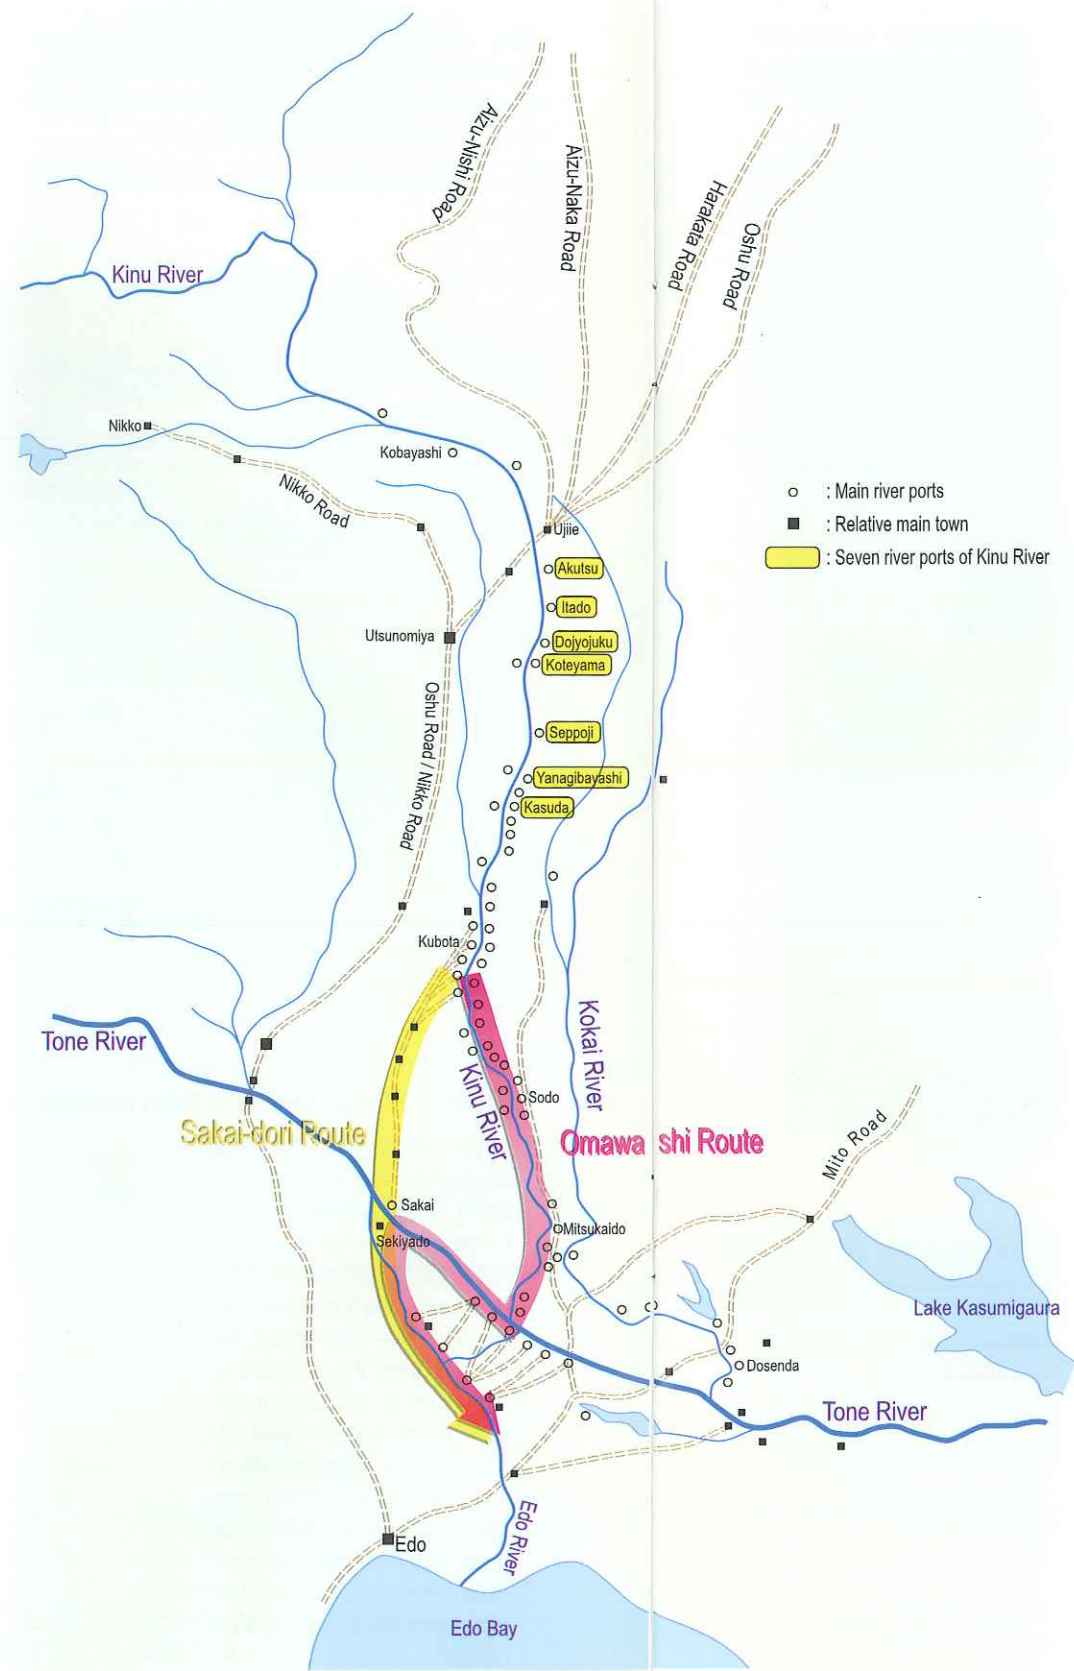 Aizu-Nishi Road
Aizu-Naka Road
Harakata Road
Oshu Road
Kinu River
Nikko
Kobayashi
Nikko Road
: Main river ports
: Relative main town
: Seven river ports of Kinu River
Ujiie
Akutsu
Itado
Utsunomiya
Dojyojuku
Koteyama
Oshu Road / Nikko Road
Seppoji
Yanagibayashi
Kasuda
Kubota
Tone River
Kinu River
Kokai River
Sodo
Sakai-dori Route
Omawa shi Route
Mito Road
Sakai
Sekiyado
Mitsukaido
Lake Kasumigaura
Dosenda
Tone River
Edo River
Edo
Edo Bay